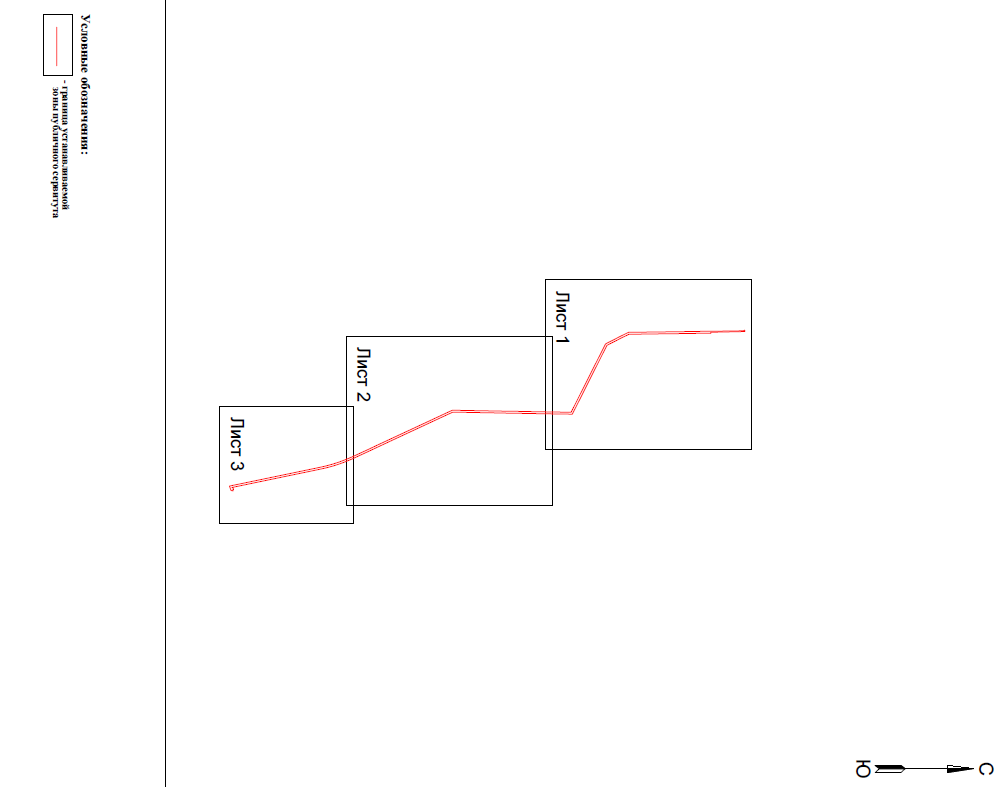 Лист 1
Лист 2
Лист 3
С
Ю
Условные обозначения:
- граница устанавливаемой
зоны публичного сервитута